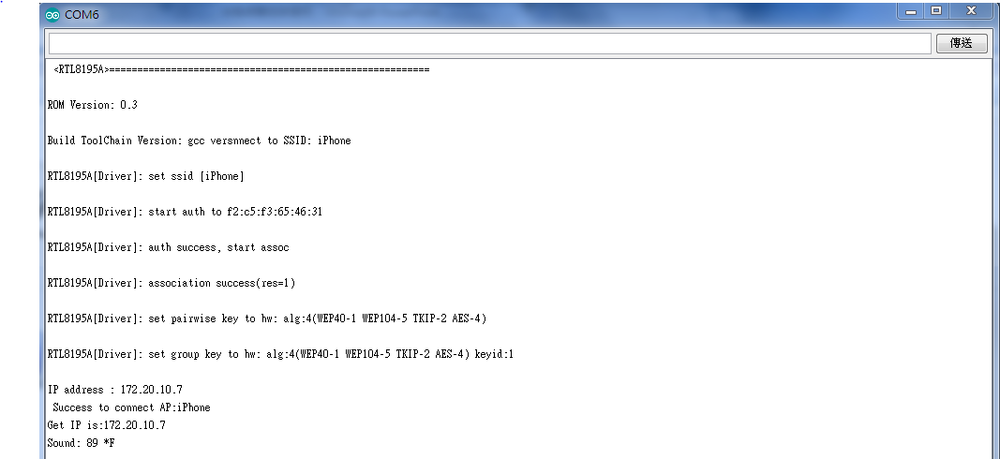 COM6
傳送
<RTL8195A>=========================================================
ROM Version: 0.3
Build ToolChain Version: gcc versnnect to SSID: iPhone
RTL8195A[Driver]: set ssid [iPhone]
RTL8195A[Driver]: start auth to f2:c5:f3:65:46:31
RTL8195A[Driver]: auth success, start assoc
RTL8195A[Driver]: association success(res=1)
RTL8195A[Driver]: set pairwise key to hw: alg:4(WEP40-1 WEP104-5 TKIP-2 AES-4)
RTL8195A[Driver]: set group key to hw: alg:4(WEP40-1 WEP104-5 TKIP-2 AES-4) keyid:1
IP address : 172.20.10.7
Success to connect AP:iPhone
Get IP is:172.20.10.7
Sound: 89 *F